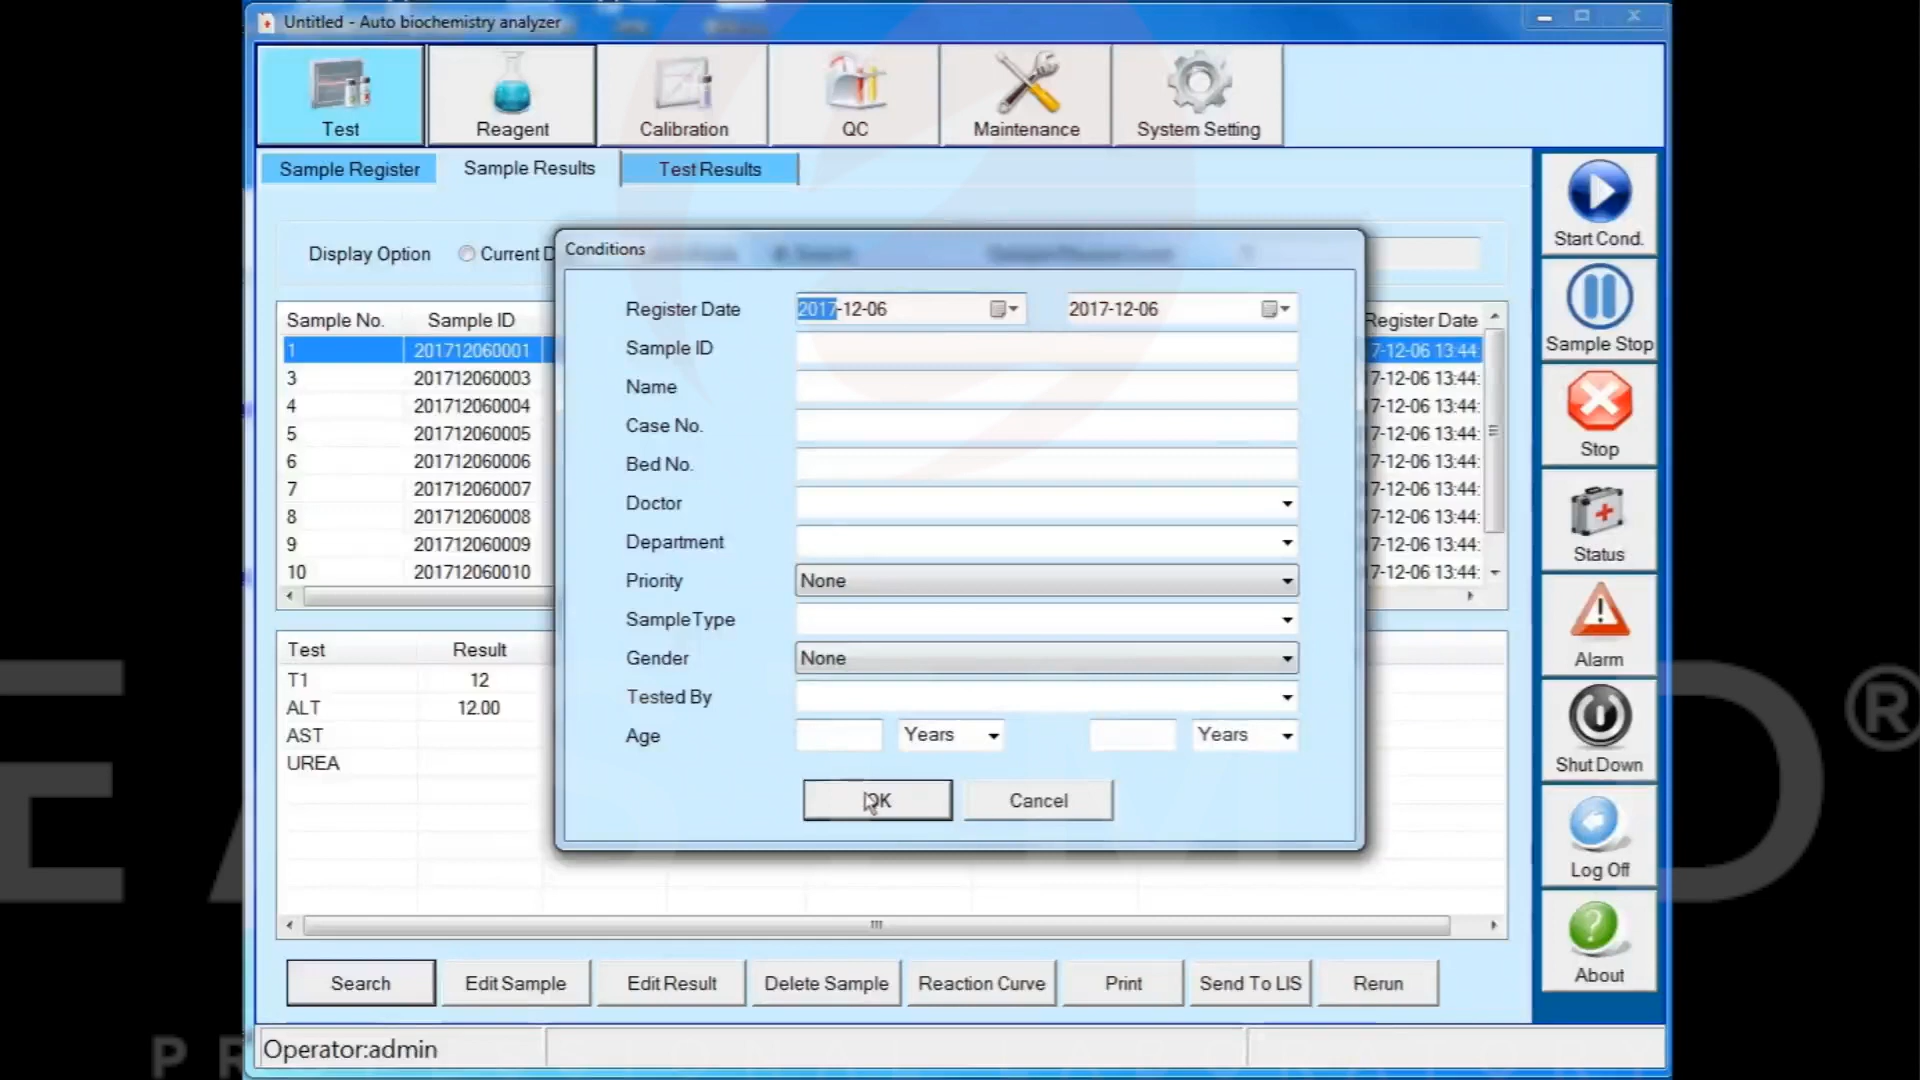 Untitled - Auto biochemistry analyzer
Test
Reagent
Calibration
QC
Maintenance
System Setting
Sample Register
Sample Results
Test Results
Display Option
Current D
Conditions
Register Date
2017-12-06
2017-12-06
Sample ID
Name
Case No.
Bed No.
Doctor
Department
Priority
None
SampleType
Gender
None
Tested By
Age
Years
Years
OK
Cancel
Sample No. Sample ID Register Date
1 201712060001 7-12-06 13:44:
3 201712060003 7-12-06 13:44:
4 201712060004 7-12-06 13:44:
5 201712060005 7-12-06 13:44:
6 201712060006 7-12-06 13:44:
7 201712060007 7-12-06 13:44:
8 201712060008 7-12-06 13:44:
9 201712060009 7-12-06 13:44:
10 201712060010 7-12-06 13:44:
Test Result
T1 12
ALT 12.00
AST
UREA
Search
Edit Sample
Edit Result
Delete Sample
Reaction Curve
Print
Send To LIS
Rerun
Start Cond.
Sample Stop
Stop
Status
Alarm
Shut Down
Log Off
About
Operator:admin
®